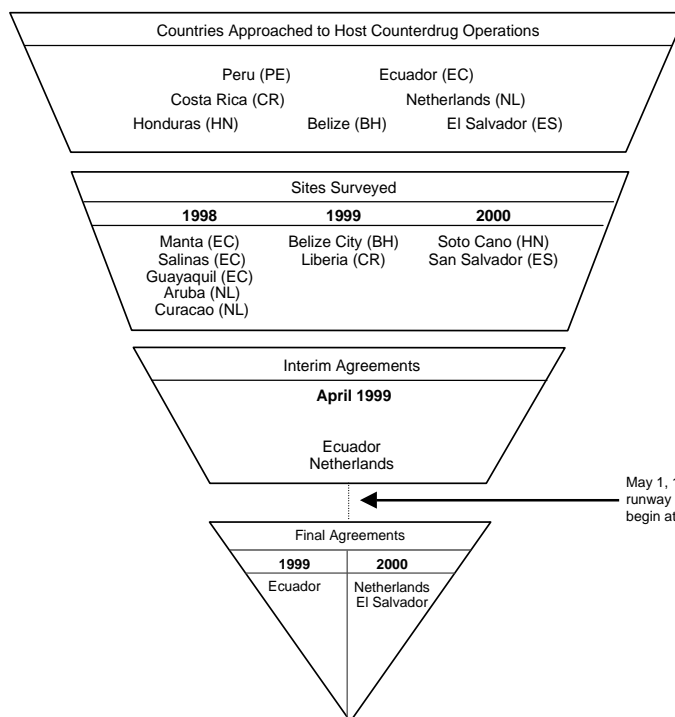 Countries Approached to Host Counterdrug Operations
Peru (PE) Ecuador (EC)
Costa Rica (CR) Netherlands (NL)
Honduras (HN) Belize (BH) El Salvador (ES)
Sites Surveyed
1998 1999 2000
Manta (EC) Belize City (BH) Soto Cano (HN)
Salinas (EC) Liberia (CR) San Salvador (ES)
Guayaquil (EC)
Aruba (NL)
Curacao (NL)
Interim Agreements
April 1999
Ecuador
Netherlands
May 1, 1
runway
begin at
Final Agreements
1999 2000
Ecuador Netherlands
El Salvador